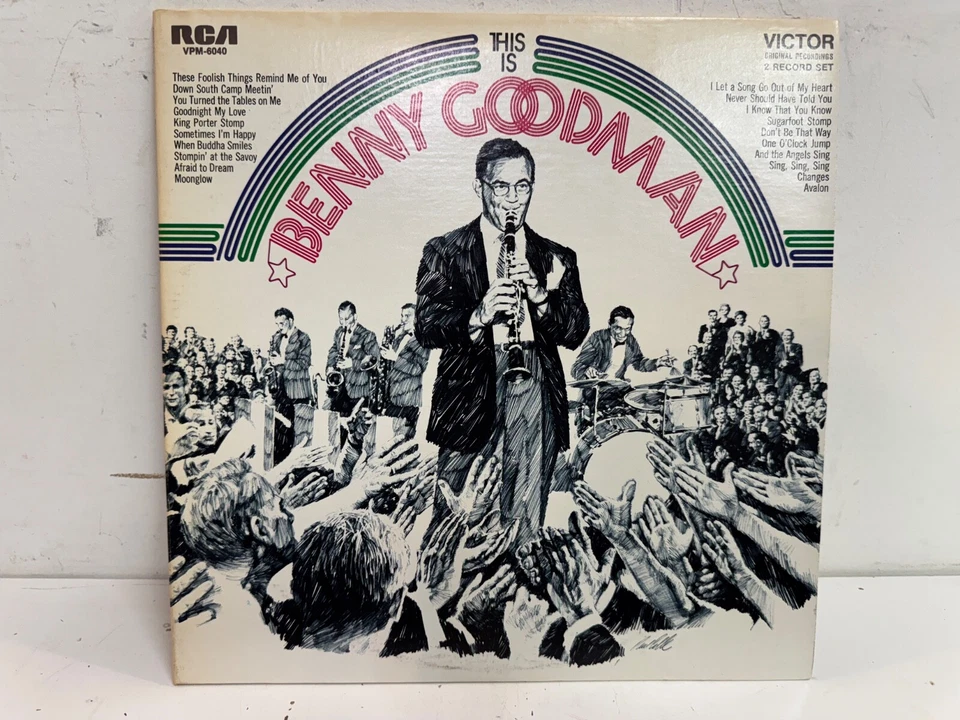 RCA
VPM-6040
THIS
IS
BENNY GOODMAN
VICTOR
ORIGINAL RECORDINGS
2 RECORD SET
These Foolish Things Remind Me of You
Down South Camp Meetin'
You Turned the Tables on Me
Goodnight My Love
King Porter Stomp
Sometimes I'm Happy
When Buddha Smiles
Stompin' at the Savoy
Afraid to Dream
Moonglow
I Let a Song Go Out of My Heart
Never Should Have Told You
I Know That You Know
Sugarfoot Stomp
Don't Be That Way
One O'Clock Jump
And the Angels Sing
Sing, Sing, Sing
Changes
Avalon